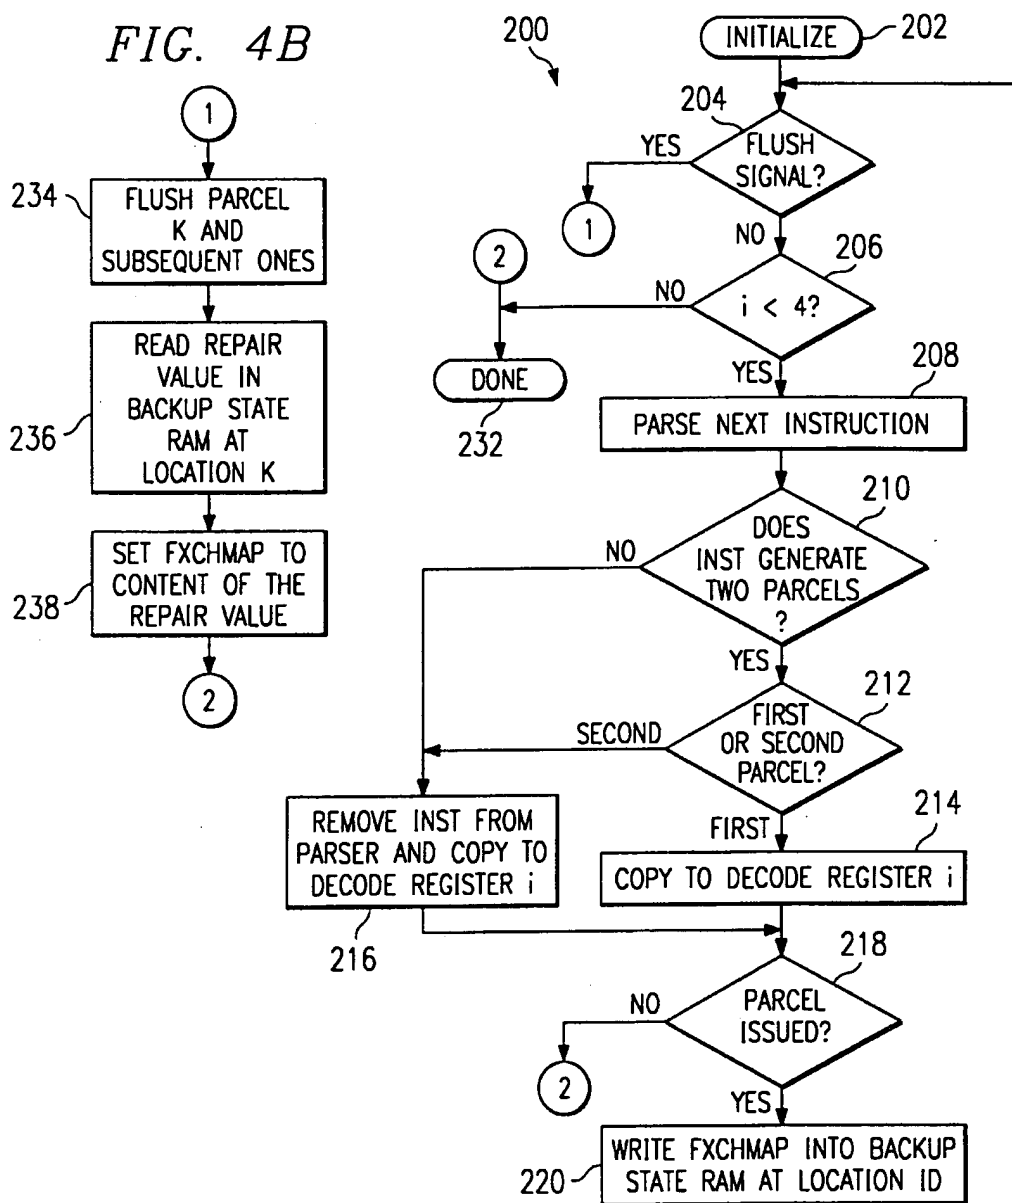 FIG. 4B
1
234
FLUSH PARCEL
K AND
SUBSEQUENT ONES
READ REPAIR
VALUE IN
BACKUP STATE
RAM AT
LOCATION K
236
SET FXCHMAP TO
CONTENT OF THE
REPAIR VALUE
238
2
200
INITIALIZE
202
204
FLUSH
SIGNAL?
YES
1
NO
2
206
i < 4?
NO
DONE
232
YES
208
PARSE NEXT INSTRUCTION
210
DOES
INST GENERATE
TWO PARCELS
?
NO
YES
212
FIRST
OR SECOND
PARCEL?
SECOND
FIRST
214
REMOVE INST FROM
PARSER AND COPY TO
DECODE REGISTER i
216
COPY TO DECODE REGISTER i
218
PARCEL
ISSUED?
NO
2
YES
WRITE FXCHMAP INTO BACKUP
STATE RAM AT LOCATION ID
220